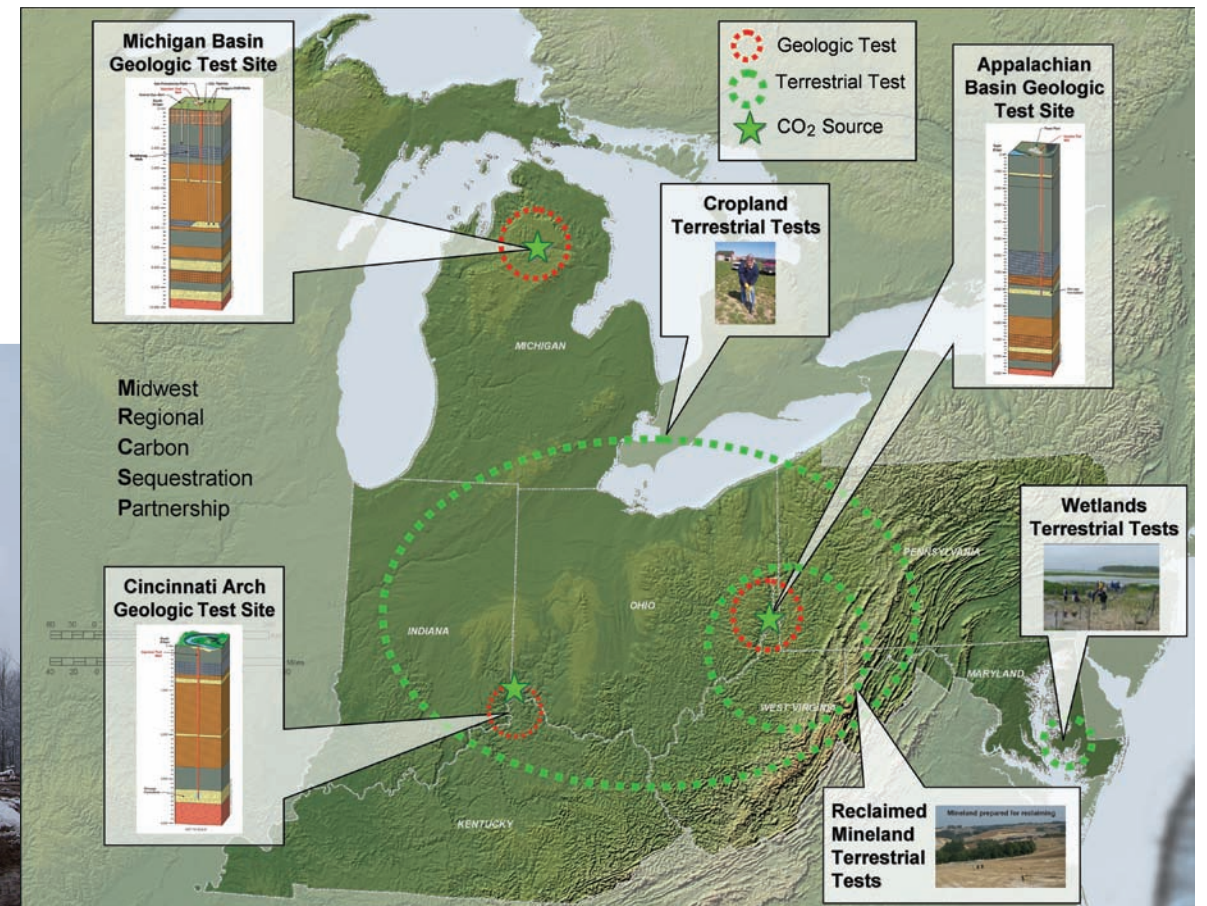 Michigan Basin
Geologic Test Site
Geologic Test
Terrestrial Test
CO₂ Source
Appalachian
Basin Geologic
Test Site
Cropland
Terrestrial Tests
MICHIGAN
Midwest
Regional
Carbon
Sequestration
Partnership
Wetlands
Terrestrial Tests
PENNSYLVANIA
Cincinnati Arch
Geologic Test Site
OHIO
INDIANA
MARYLAND
WEST VIRGINIA
KENTUCKY
Reclaimed
Mineland
Terrestrial
Tests
Mineland prepared for reclaiming